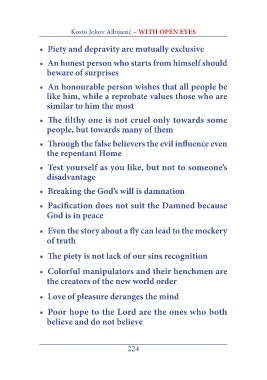 Kosto Jokov Albijanić – WITH OPEN EYES
• Piety and depravity are mutually exclusive
• An honest person who starts from himself should
beware of surprises
• An honourable person wishes that all people be
like him, while a reprobate values those who are
similar to him the most
• The filthy one is not cruel only towards some
people, but towards many of them
• Through the false believers the evil influence even
the repentant Home
• Test yourself as you like, but not to someone's
disadvantage
• Breaking the God's will is damnation
• Pacification does not suit the Damned because
God is in peace
• Even the story about a fly can lead to the mockery
of truth
• The piety is not lack of our sins recognition
• Colorful manipulators and their henchmen are
the creators of the new world order
• Love of pleasure deranges the mind
• Poor hope to the Lord are the ones who both
believe and do not believe
224